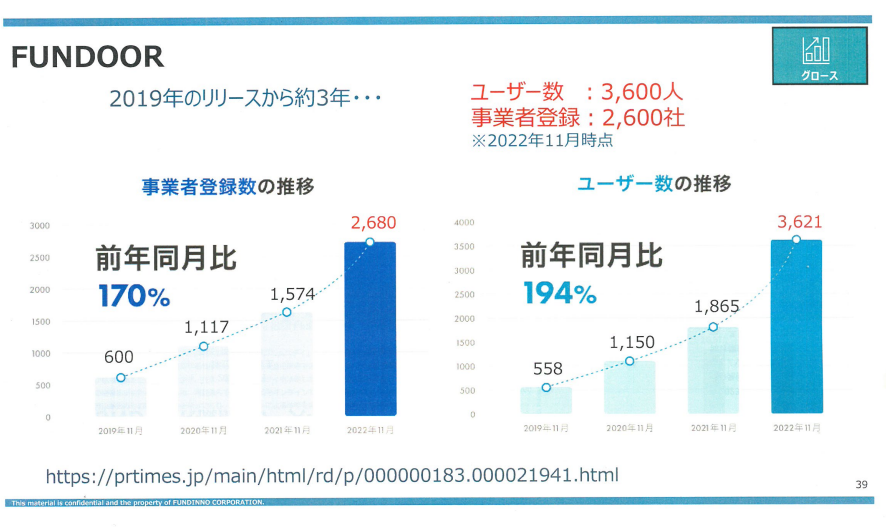 FUNDOOR
グロース
2019年のリリースから約3年・・・
ユーザー数 ：3,600人
事業者登録：2,600社
※2022年11月時点
事業者登録数の推移
前年同月比
170%
3000
2500
2000
1500
1000
500
0
600
1,117
1,574
2,680
2019年11月
2020年11月
2021年11月
2022年11月
ユーザー数の推移
前年同月比
194%
4000
3500
3000
2500
2000
1500
1000
500
0
558
1,150
1,865
3,621
2019年11月
2020年11月
2021年11月
2022年11月
https://prtimes.jp/main/html/rd/p/000000183.000021941.html
39
This material is confidential and the property of FUNDINNO CORPORATION.